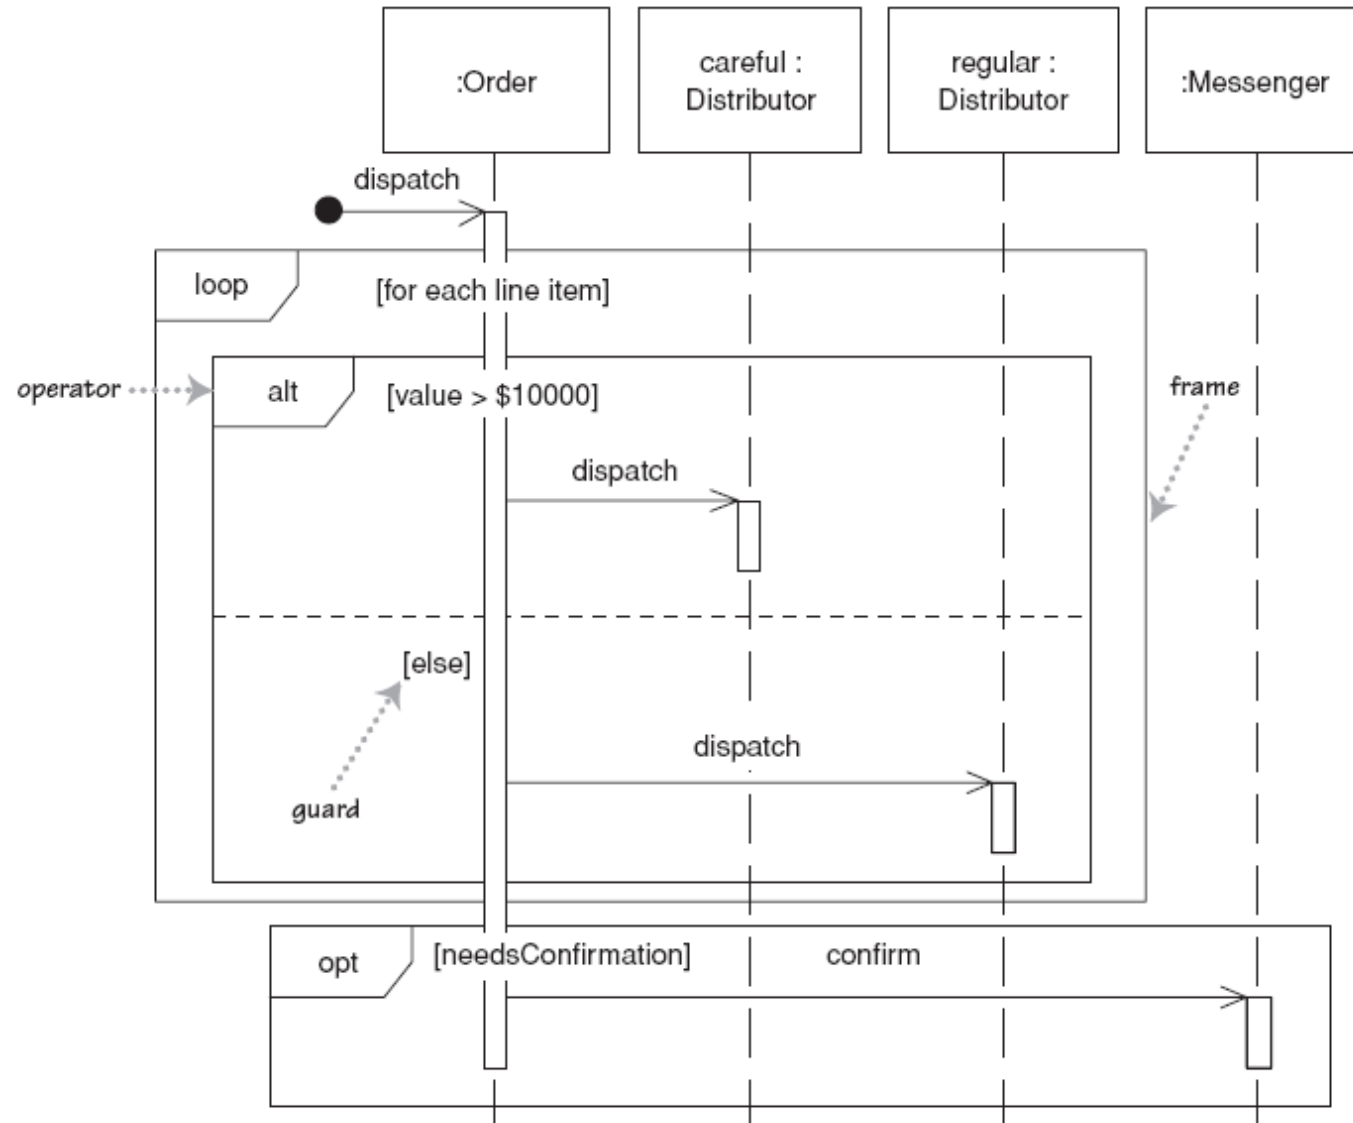 :Order
careful :
Distributor
regular :
Distributor
:Messenger
dispatch
loop
[for each line item]
operator
alt
[value > $10000]
frame
dispatch
[else]
dispatch
guard
opt
[needsConfirmation]
confirm